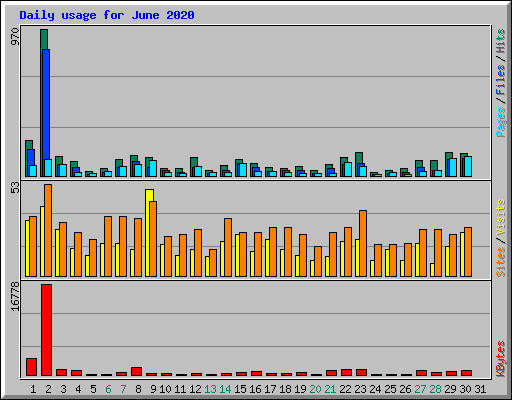 Daily usage for June 2020
970
Pages / Files / Hits
53
Sites / Visits
16778
KBytes
1 2 3 4 5 6 7 8 9 10 11 12 13 14 15 16 17 18 19 20 21 22 23 24 25 26 27 28 29 30 31